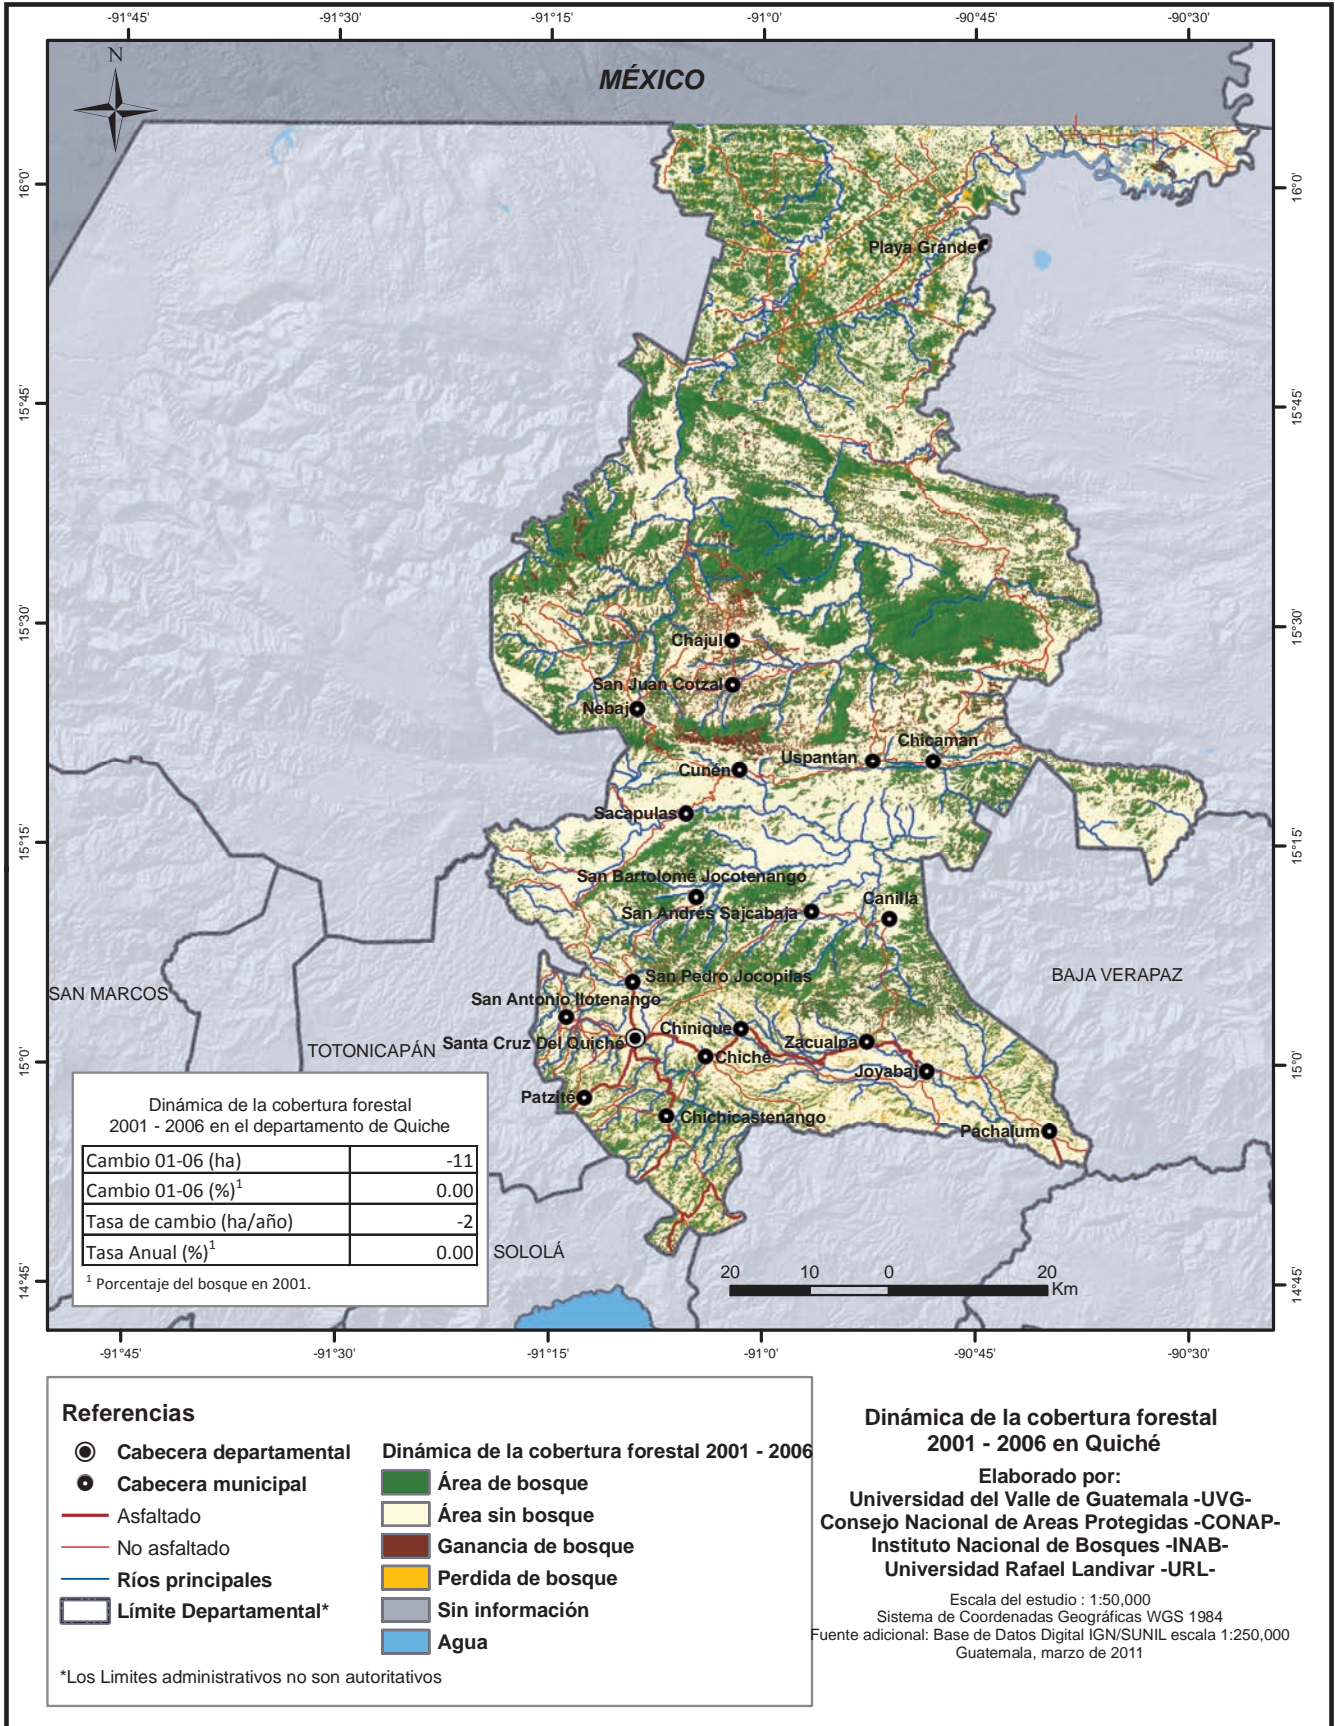 -91°45'
-91°30'
-91°15'
-91°0'
-90°45'
-90°30'
N
MÉXICO
16°0'
16°0'
Playa Grande
15°45'
15°45'
15°30'
15°30'
Chajul
San Juan Cotzal
Nebaj
Chicaman
Uspantan
Cunén
Sacapulas
15°15'
15°15'
San Bartolomé Jocotenango
Canilla
San Andrés Sajcabaja
San Pedro Jocopilas
BAJA VERAPAZ
SAN MARCOS
San Antonio Ilotenango
Chinique
Santa Cruz Del Quiché
Zacualpa
TOTONICAPÁN
Chiché
15°0'
15°0'
Joyabaj
Patzité
Chichicastenango
Pachalum
Dinámica de la cobertura forestal
2001 - 2006 en el departamento de Quiche
Cambio 01-06 (ha) -11
Cambio 01-06 (%)1 0.00
Tasa de cambio (ha/año) -2
Tasa Anual (%)1 0.00
1 Porcentaje del bosque en 2001.
SOLOLÁ
20 10 0 20
Km
14°45'
14°45'
-91°45'
-91°30'
-91°15'
-91°0'
-90°45'
-90°30'
Referencias
Cabecera departamental
Cabecera municipal
Asfaltado
No asfaltado
Ríos principales
Límite Departamental*
Dinámica de la cobertura forestal 2001 - 2006
Área de bosque
Área sin bosque
Ganancia de bosque
Perdida de bosque
Sin información
Agua
*Los Limites administrativos no son autoritativos
Dinámica de la cobertura forestal
2001 - 2006 en Quiché
Elaborado por:
Universidad del Valle de Guatemala -UVG-
Consejo Nacional de Areas Protegidas -CONAP-
Instituto Nacional de Bosques -INAB-
Universidad Rafael Landivar -URL-
Escala del estudio : 1:50,000
Sistema de Coordenadas Geográficas WGS 1984
Fuente adicional: Base de Datos Digital IGN/SUNIL escala 1:250,000
Guatemala, marzo de 2011